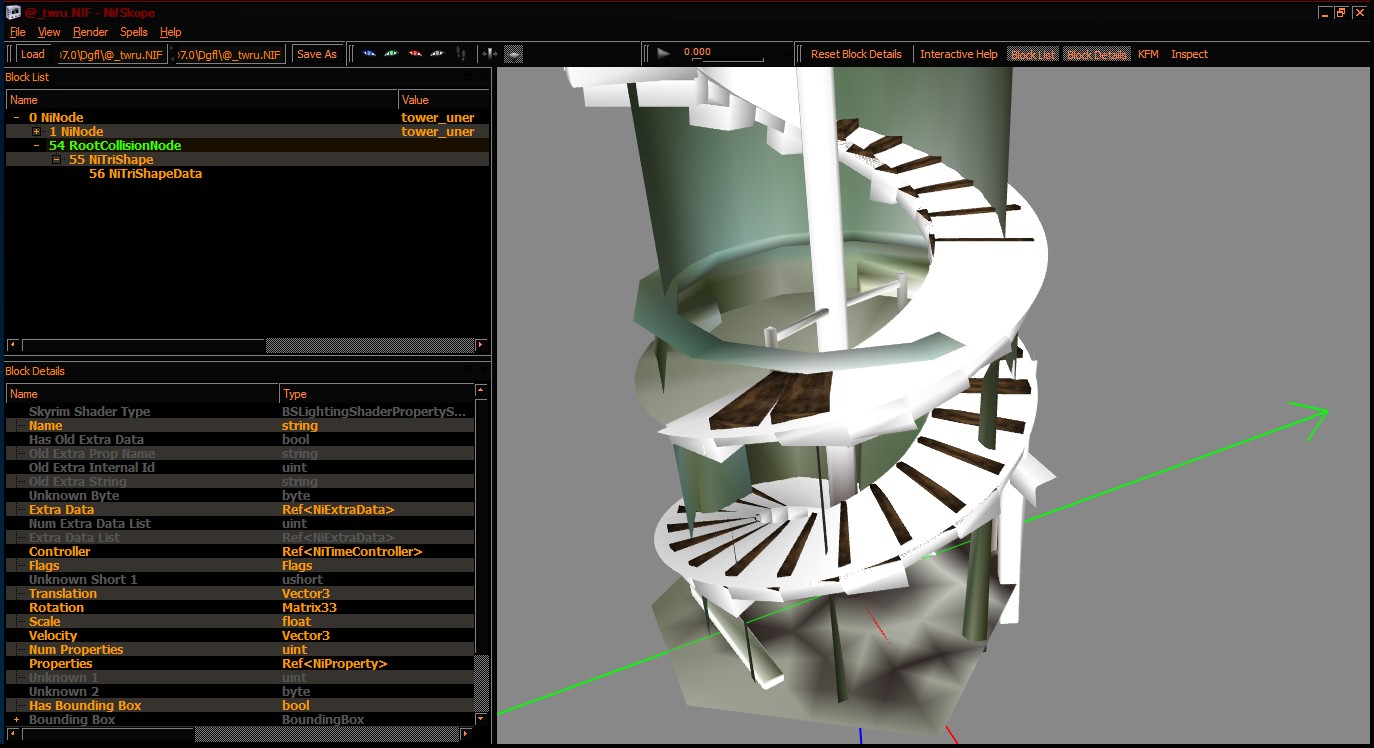 @_twru.NIF - NifSkope
File View Render Spells Help
Load )7.0\Dgfl\@_twru.NIF )7.0\Dgfl\@_twru.NIF Save As 0.000 Reset Block Details Interactive Help Block List Block Details KFM Inspect
Block List
Name Value
0 NiNode tower_uner
1 NiNode tower_uner
54 RootCollisionNode
55 NiTriShape
56 NiTriShapeData
Block Details
Name Type
Skyrim Shader Type BSLightingShaderPropertyS...
Name string
Has Old Extra Data bool
Old Extra Prop Name string
Old Extra Internal Id uint
Old Extra String string
Unknown Byte byte
Extra Data Ref<NiExtraData>
Num Extra Data List uint
Extra Data List Ref<NiExtraData>
Controller Ref<NiTimeController>
Flags Flags
Unknown Short 1 ushort
Translation Vector3
Rotation Matrix33
Scale float
Velocity Vector3
Num Properties uint
Properties Ref<NiProperty>
Unknown 1 uint
Unknown 2 byte
Has Bounding Box bool
Bounding Box BoundingBox